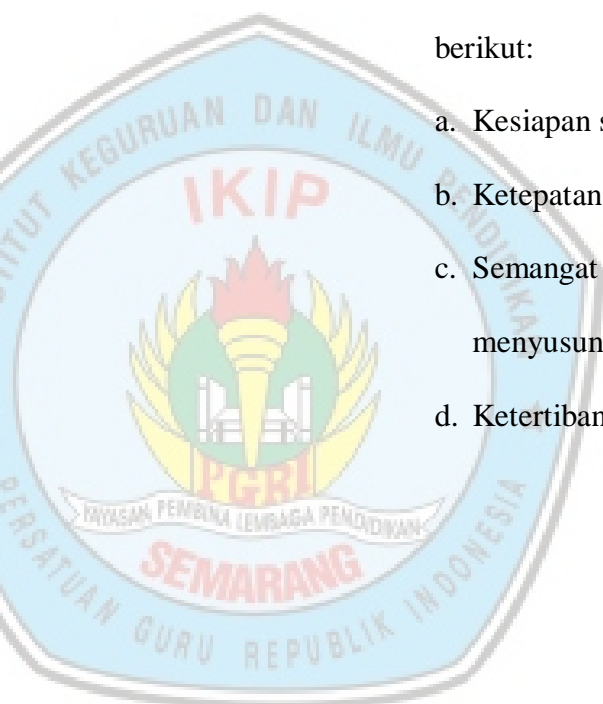 berikut:
a. Kesiapan
b. Ketepatan
c. Semangat
menyusun
d. Ketertiban
KEGURUAN DAN ILMU PENDIDIKAN
IKIP
PGRI
YAYASAN PEMBINA LEMBAGA PENDIDIKAN
SEMARANG
PERSATUAN GURU REPUBLIK INDONESIA